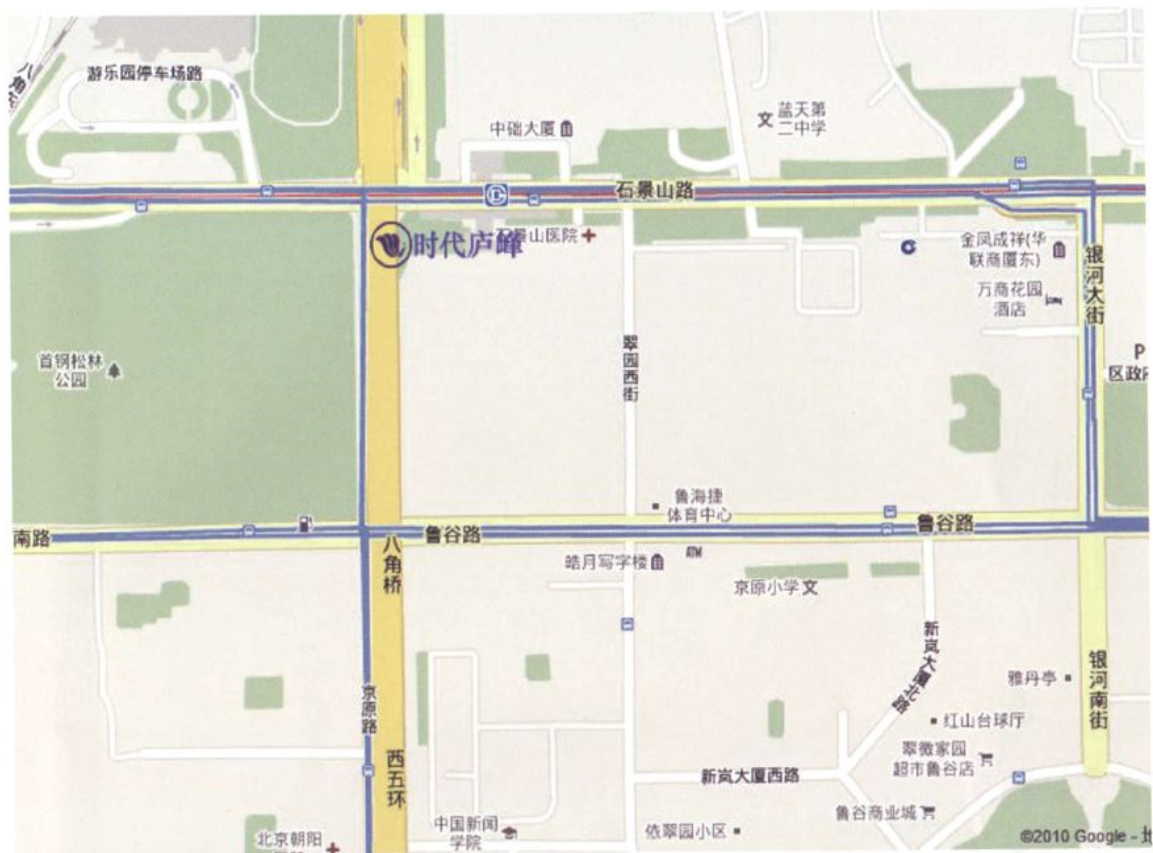 游乐园停车场路
中础大厦
蓝天第
二中学
石景山路
时代庐峰
景山医院
金凤成祥(华
联商厦东)
万商花园
酒店
银河大街
首钢松林
公园
翠园西街
P
区政府
鲁海捷
体育中心
南路
鲁谷路
鲁谷路
八角桥
皓月写字楼
ATM
京原小学 文
新岚大厦北路
雅丹亭
银河南街
京原路
红山台球厅
翠微家园
超市鲁谷店
西五环
新岚大厦西路
鲁谷商业城
中国新闻
学院
依翠园小区
北京朝阳
©2010 Google -